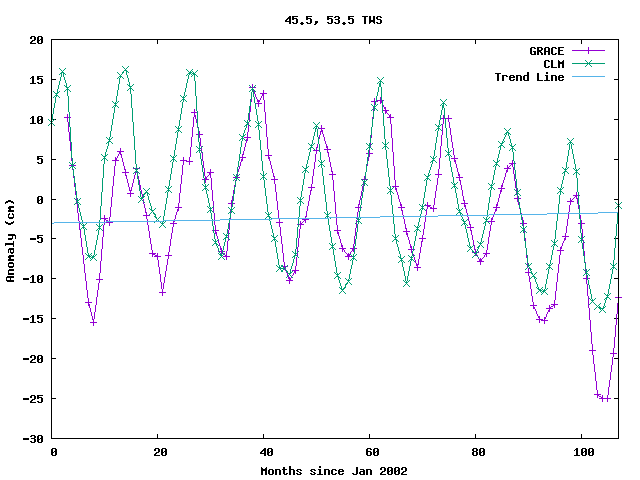 45.5, 53.5 TWS
GRACE
CLM
Trend Line
20
15
10
5
0
-5
-10
-15
-20
-25
-30
Anomaly (cm)
0 20 40 60 80 100
Months since Jan 2002